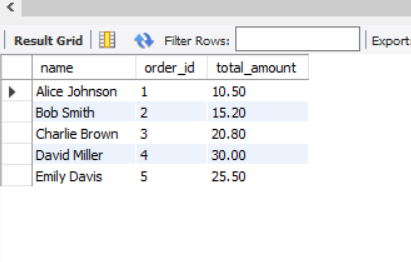 Result Grid Filter Rows: Export:
name order_id total_amount
Alice Johnson 1 10.50
Bob Smith 2 15.20
Charlie Brown 3 20.80
David Miller 4 30.00
Emily Davis 5 25.50